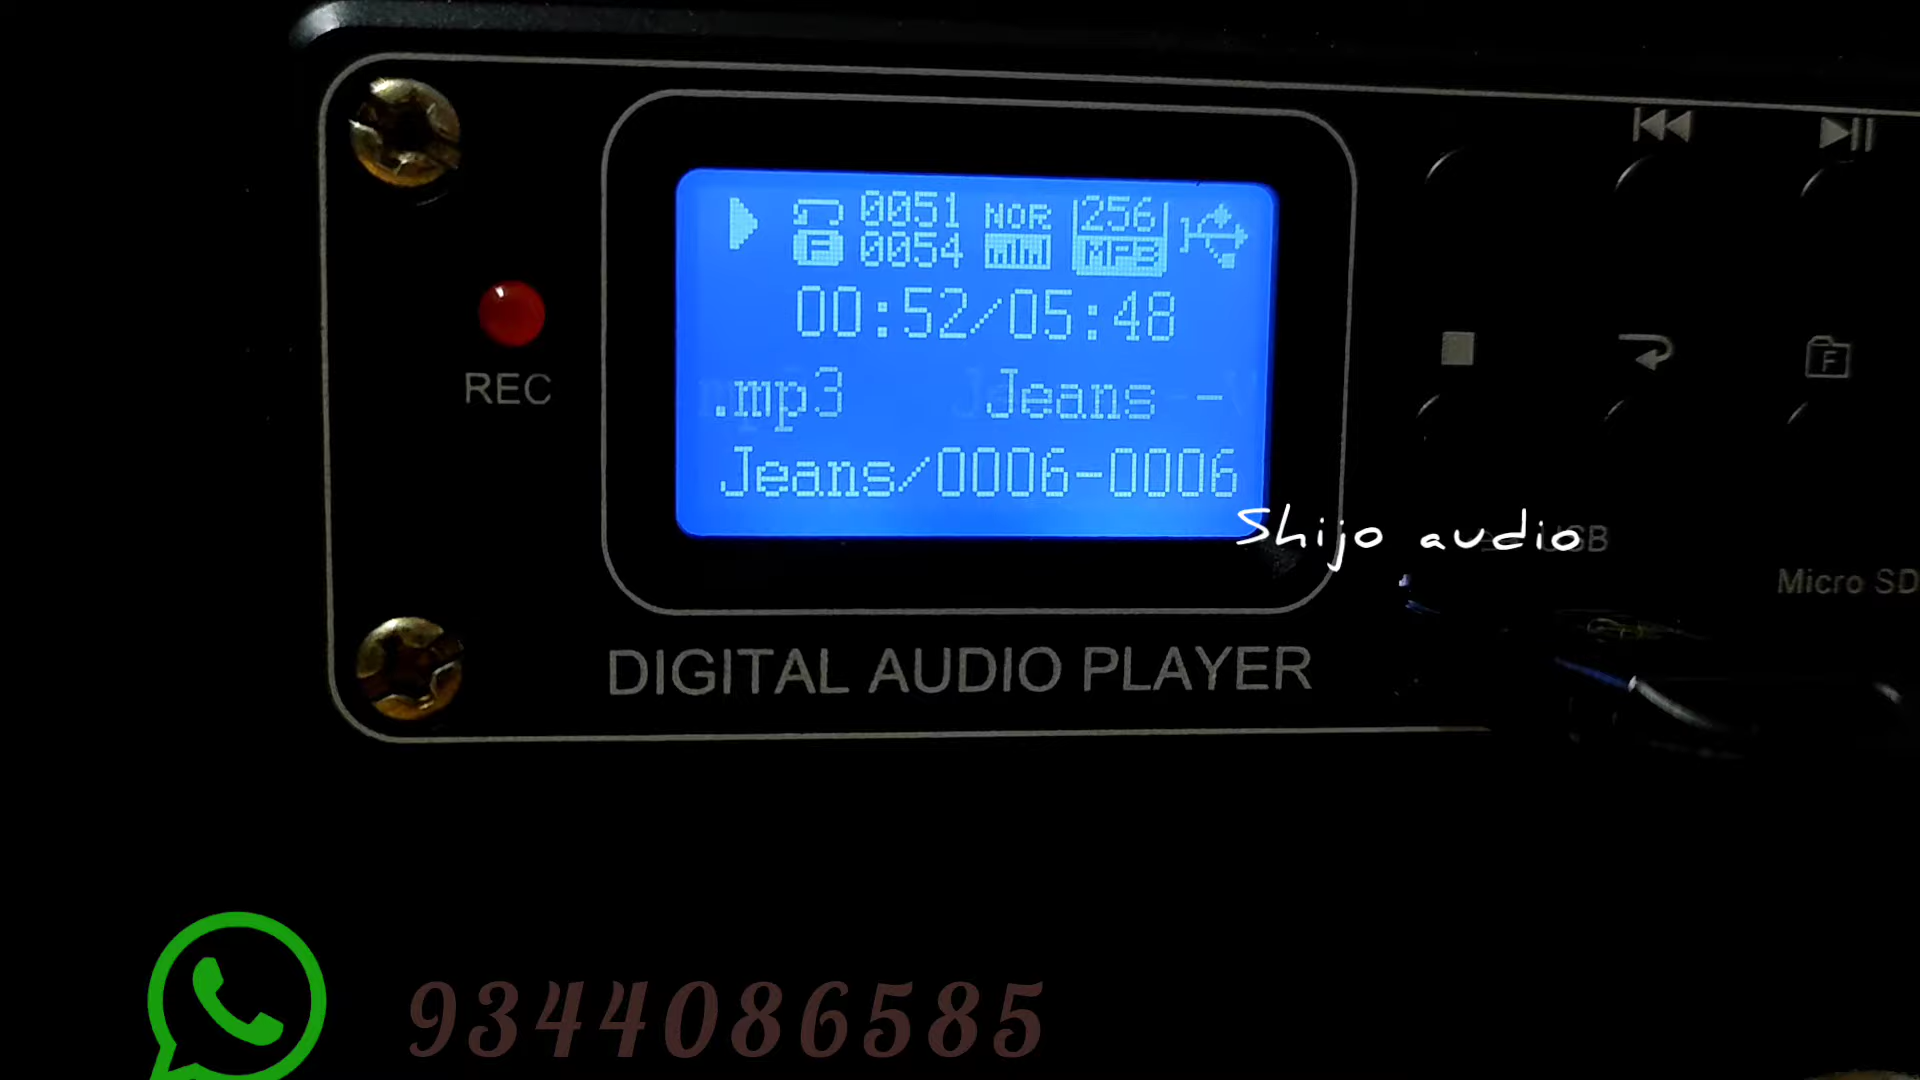 0051 NOR 256
F 0054 MP3
00:52/05:48
.mp3 Jeans -
Jeans/0006-0006
REC
F
Shijo audio
USB
Micro SD
DIGITAL AUDIO PLAYER
9344086585